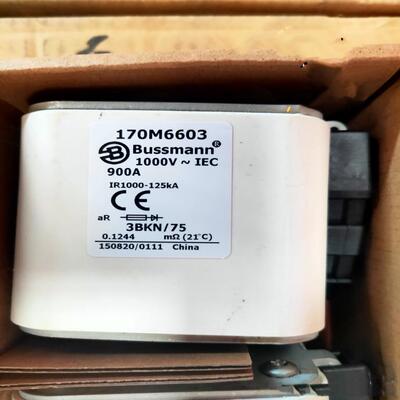 170M6603
Bussmann®
1000V ~ IEC
900A
IR1000-125kA
CE
aR
3BKN/75
0.1244 mΩ (21°C)
150820/0111 China